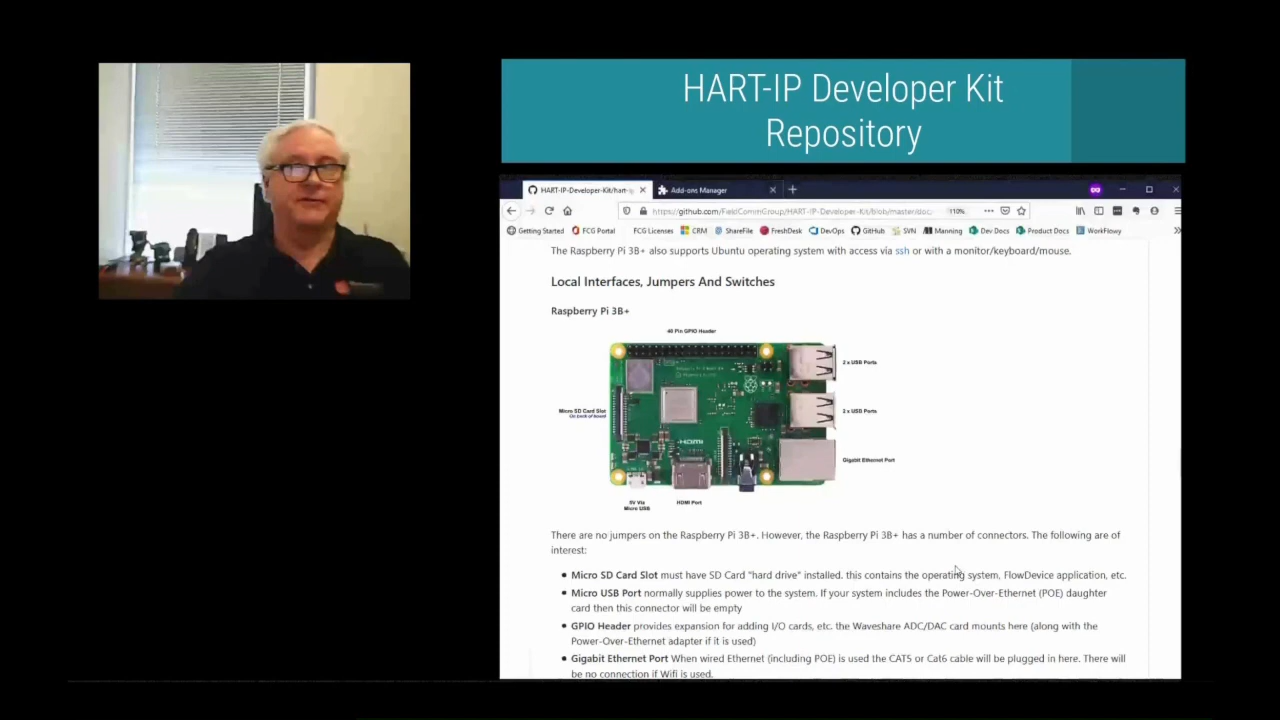 HART-IP Developer Kit
Repository
HART-IP-Developer-Kit/hart-ip
Add-ons Manager
https://github.com/FieldCommGroup/HART-IP-Developer-Kit/blob/master/doc,
110%
Getting Started FCG Portal FCG Licenses CRM ShareFile FreshDesk DevOps GitHub SVN Manning Dev Docs Product Docs WorkFlowy
The Raspberry Pi 3B+ also supports Ubuntu operating system with access via ssh or with a monitor/keyboard/mouse.
Local Interfaces, Jumpers And Switches
Raspberry Pi 3B+
40 Pin GPIO Header
2 x USB Ports
Micro SD Card Slot
On back of board
2 x USB Ports
HDMI
Gigabit Ethernet Port
5V Via
Micro USB
HDMI Port
There are no jumpers on the Raspberry Pi 3B+. However, the Raspberry Pi 3B+ has a number of connectors. The following are of
interest:
• Micro SD Card Slot must have SD Card "hard drive" installed. this contains the operating system, FlowDevice application, etc.
• Micro USB Port normally supplies power to the system. If your system includes the Power-Over-Ethernet (POE) daughter
card then this connector will be empty
• GPIO Header provides expansion for adding I/O cards, etc. the Waveshare ADC/DAC card mounts here (along with the
Power-Over-Ethernet adapter if it is used)
• Gigabit Ethernet Port When wired Ethernet (including POE) is used the CAT5 or Cat6 cable will be plugged in here. There will
be no connection if Wifi is used.